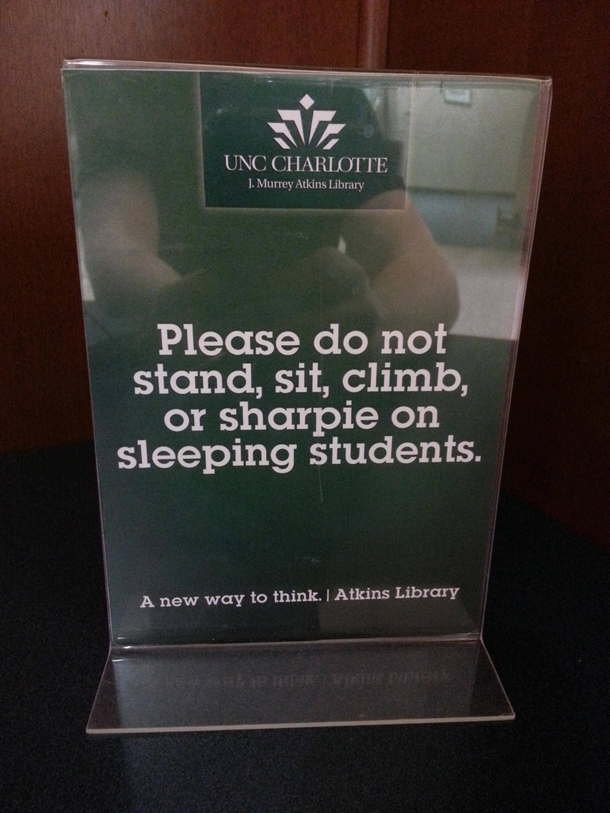 UNC CHARLOTTE
J. Murrey Atkins Library
Please do not
stand, sit, climb,
or sharpie on
sleeping students.
A new way to think. | Atkins Library